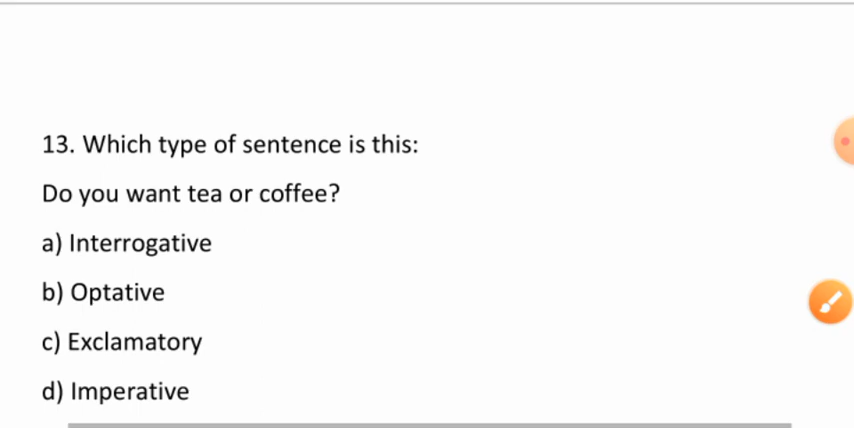 13. Which type of sentence is this:
Do you want tea or coffee?
a) Interrogative
b) Optative
c) Exclamatory
d) Imperative